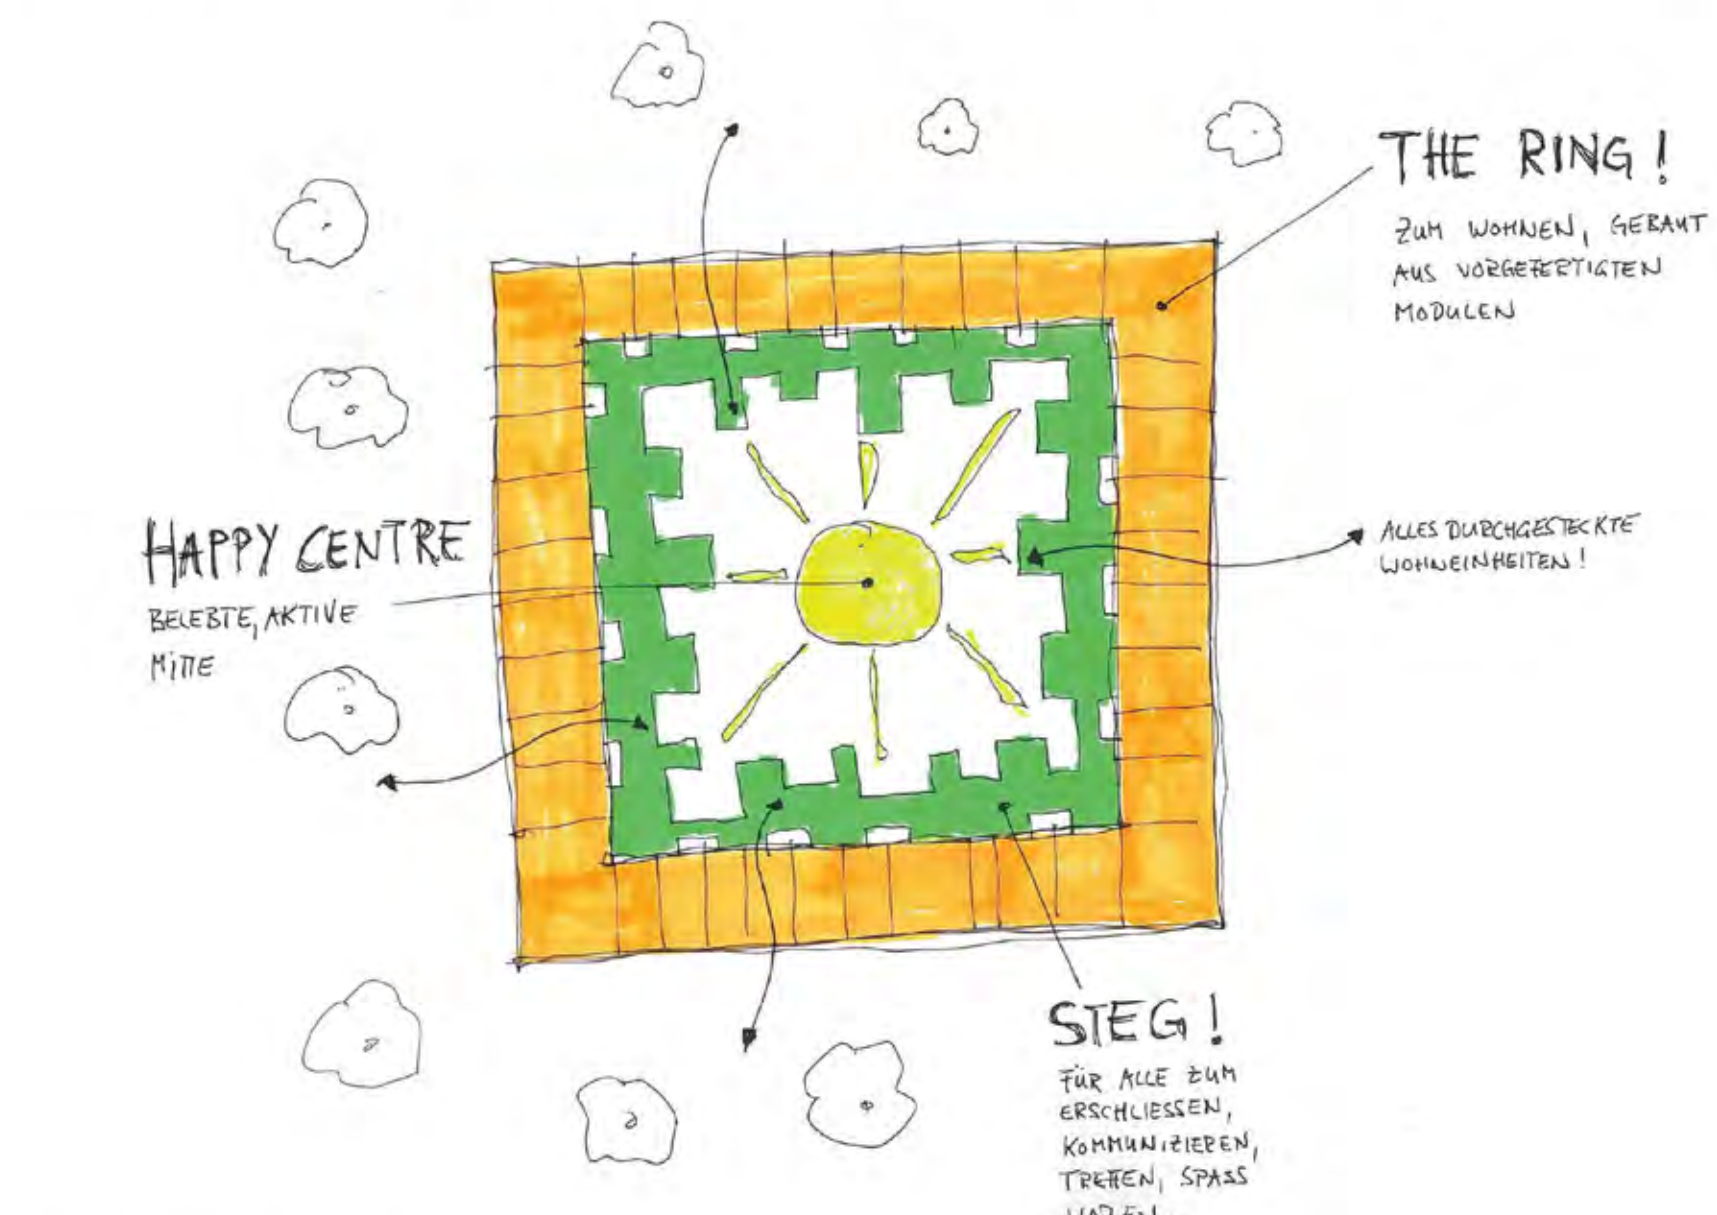 THE RING!
ZUM WOHNEN, GEBAUT
AUS VORGEFERTIGTEN
MODULEN
HAPPY CENTRE
BELEBTE, AKTIVE
MITTE
ALLES DURCHGESTECKTE
WOHNEINHEITEN!
STEG!
FÜR ALLE ZUM
ERSCHLIESSEN,
KOMMUNIZIEREN,
TREFFEN, SPASS